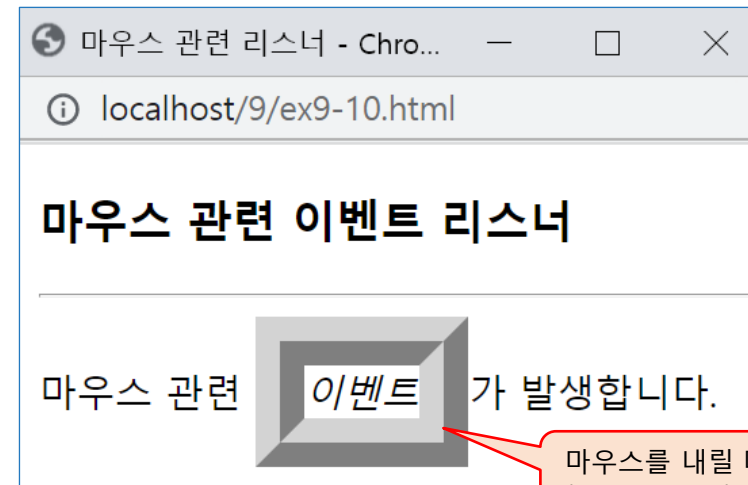 마우스 관련 리스너 - Chro...
localhost/9/ex9-10.html
마우스 관련 이벤트 리스너
마우스 관련 이벤트 가 발생합니다.
마우스를 내릴